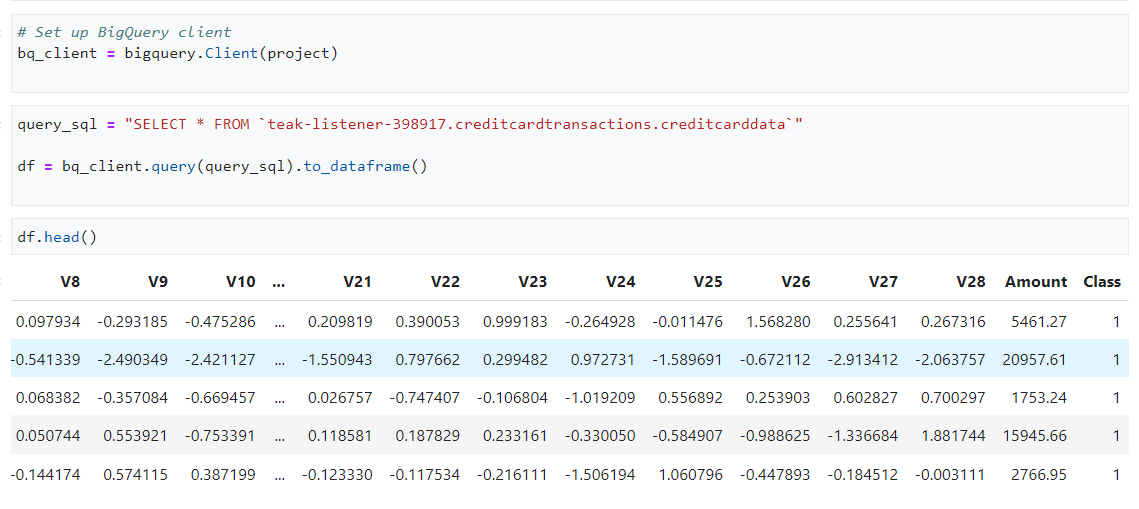 # Set up BigQuery client
bq_client = bigquery.Client(project)
query_sql = "SELECT * FROM `teak-listener-398917.creditcardtransactions.creditcarddata`"
df = bq_client.query(query_sql).to_dataframe()
df.head()
V8 V9 V10 ... V21 V22 V23 V24 V25 V26 V27 V28 Amount Class
0.097934 -0.293185 -0.475286 ... 0.209819 0.390053 0.999183 -0.264928 -0.011476 1.568280 0.255641 0.267316 5461.27 1
-0.541339 -2.490349 -2.421127 ... -1.550943 0.797662 0.299482 0.972731 -1.589691 -0.672112 -2.913412 -2.063757 20957.61 1
0.068382 -0.357084 -0.669457 ... 0.026757 -0.747407 -0.106804 -1.019209 0.556892 0.253903 0.602827 0.700297 1753.24 1
0.050744 0.553921 -0.753391 ... 0.118581 0.187829 0.233161 -0.330050 -0.584907 -0.988625 -1.336684 1.881744 15945.66 1
-0.144174 0.574115 0.387199 ... -0.123330 -0.117534 -0.216111 -1.506194 1.060796 -0.447893 -0.184512 -0.003111 2766.95 1